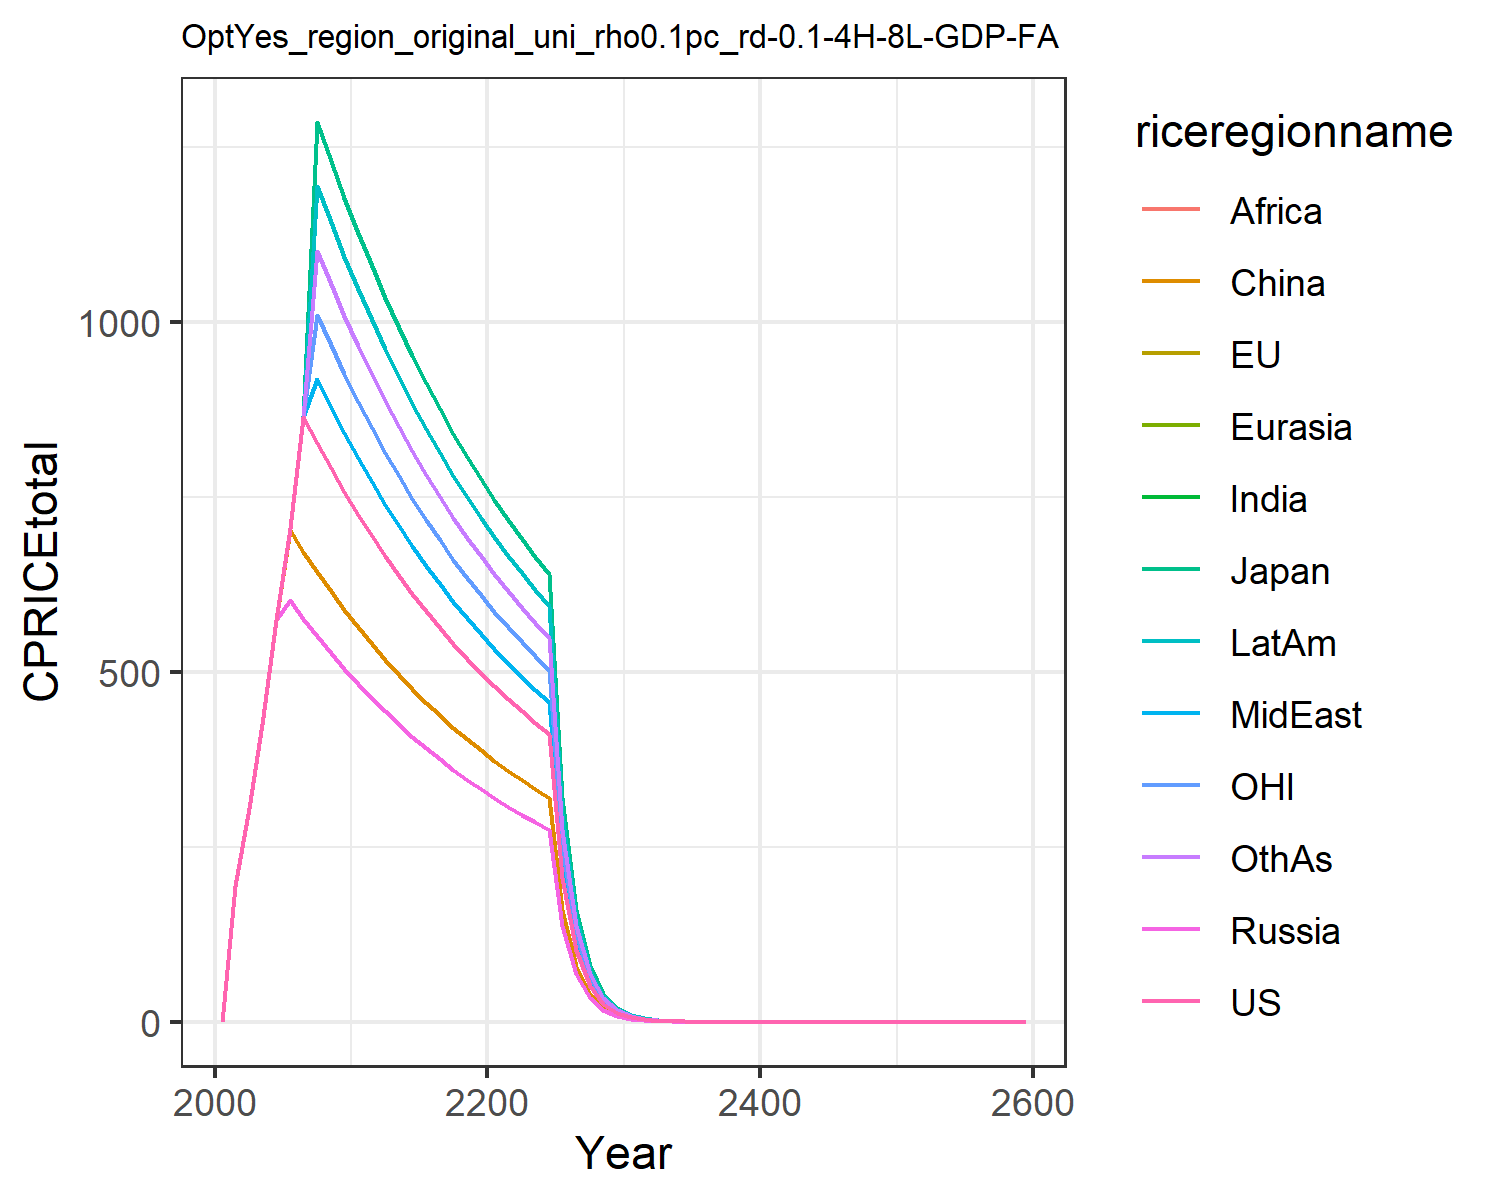 OptYes_region_original_uni_rho0.1pc_rd-0.1-4H-8L-GDP-FA
CPRICEtotal
1000
500
0
2000
2200
2400
2600
Year
riceregionname
Africa
China
EU
Eurasia
India
Japan
LatAm
MidEast
OHI
OthAs
Russia
US